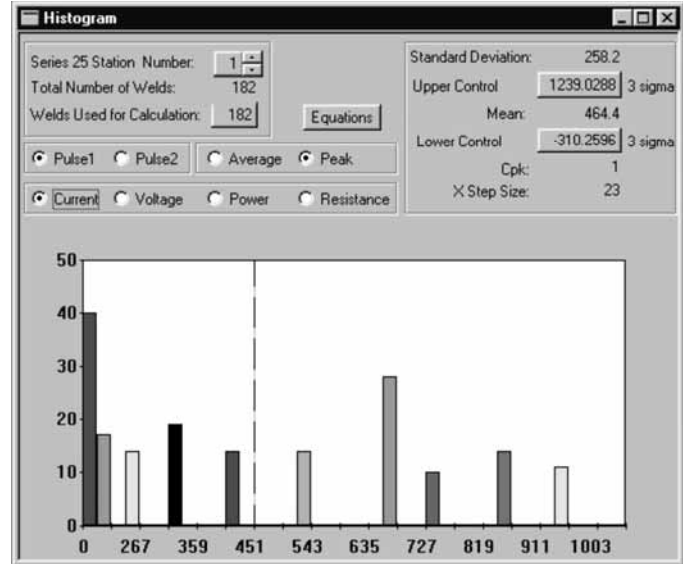 Histogram
Series 25 Station Number: 1
Total Number of Welds: 182
Welds Used for Calculation: 182
Equations
Pulse1 Pulse2 Average Peak
Current Voltage Power Resistance
Standard Deviation: 258.2
Upper Control 1239.0288 3 sigma
Mean: 464.4
Lower Control -310.2596 3 sigma
Cpk: 1
X Step Size: 23
50
40
30
20
10
0
0 267 359 451 543 635 727 819 911 1003